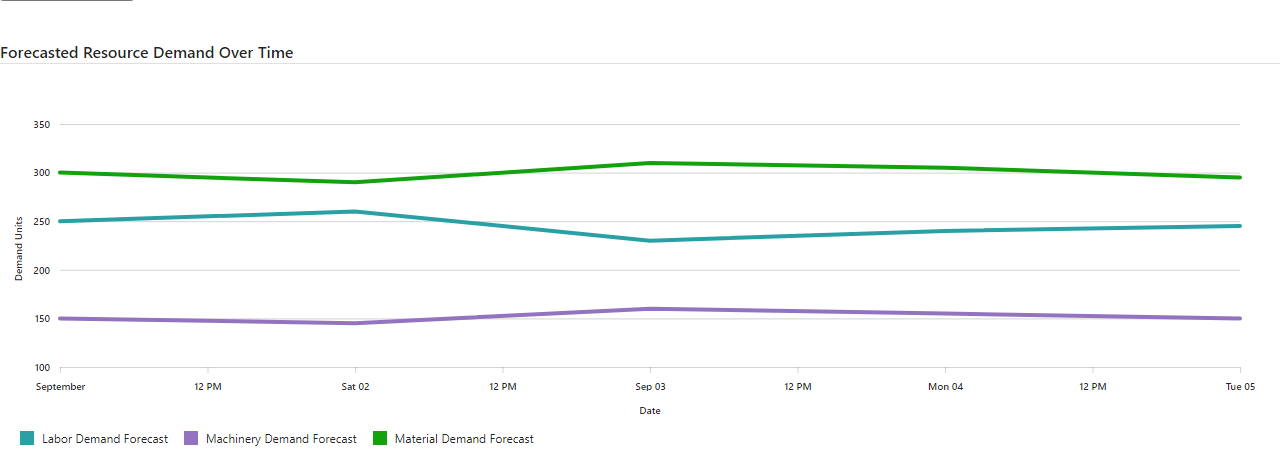 Forecasted Resource Demand Over Time
350
300
250
200
150
100
Demand Units
September 12 PM Sat 02 12 PM Sep 03 12 PM Mon 04 12 PM Tue 05
Date
Labor Demand Forecast Machinery Demand Forecast Material Demand Forecast